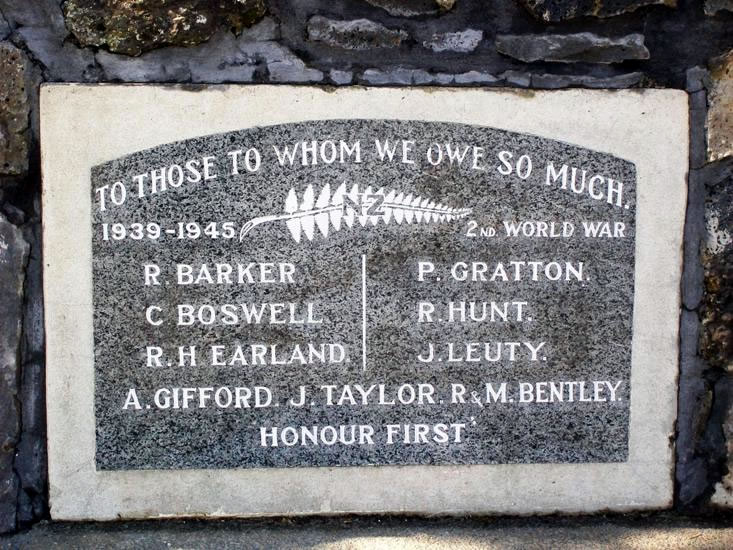 TO THOSE TO WHOM WE OWE SO MUCH.
NZ
1939-1945 2ND WORLD WAR
R. BARKER P. GRATTON.
C BOSWELL R. HUNT.
R. H EARLAND. J. LEUTY.
A. GIFFORD. J. TAYLOR. R & M. BENTLEY.
HONOUR FIRST'